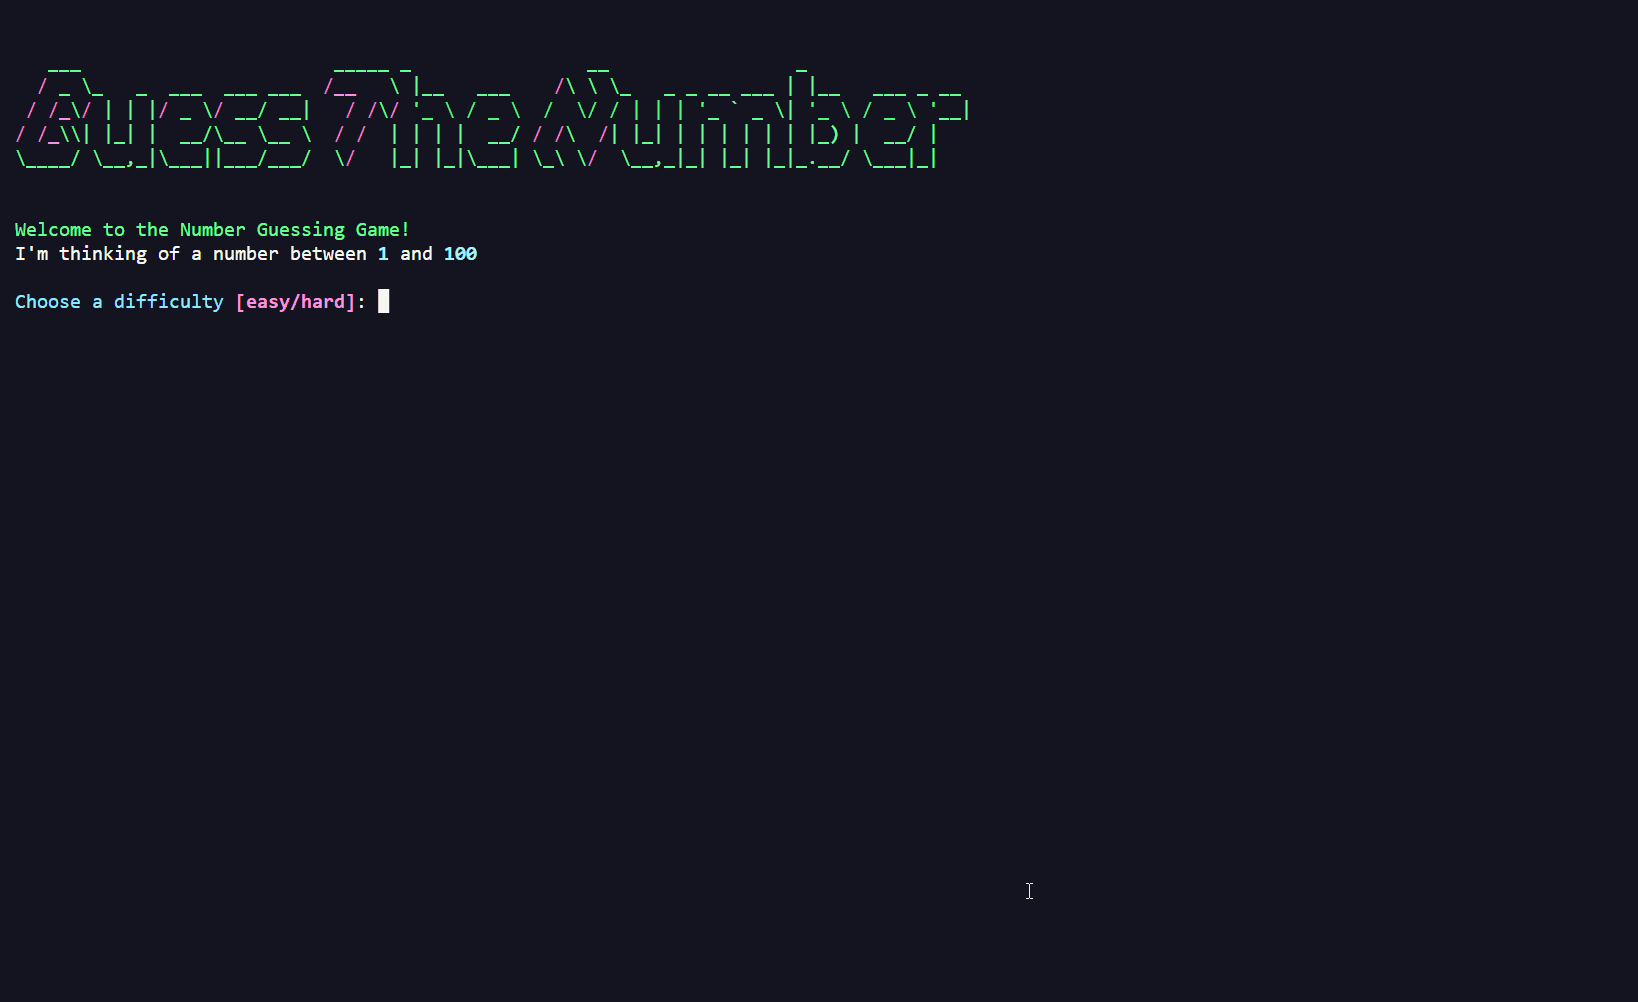 Guess The Number
Welcome to the Number Guessing Game!
I'm thinking of a number between 1 and 100
Choose a difficulty [easy/hard]: